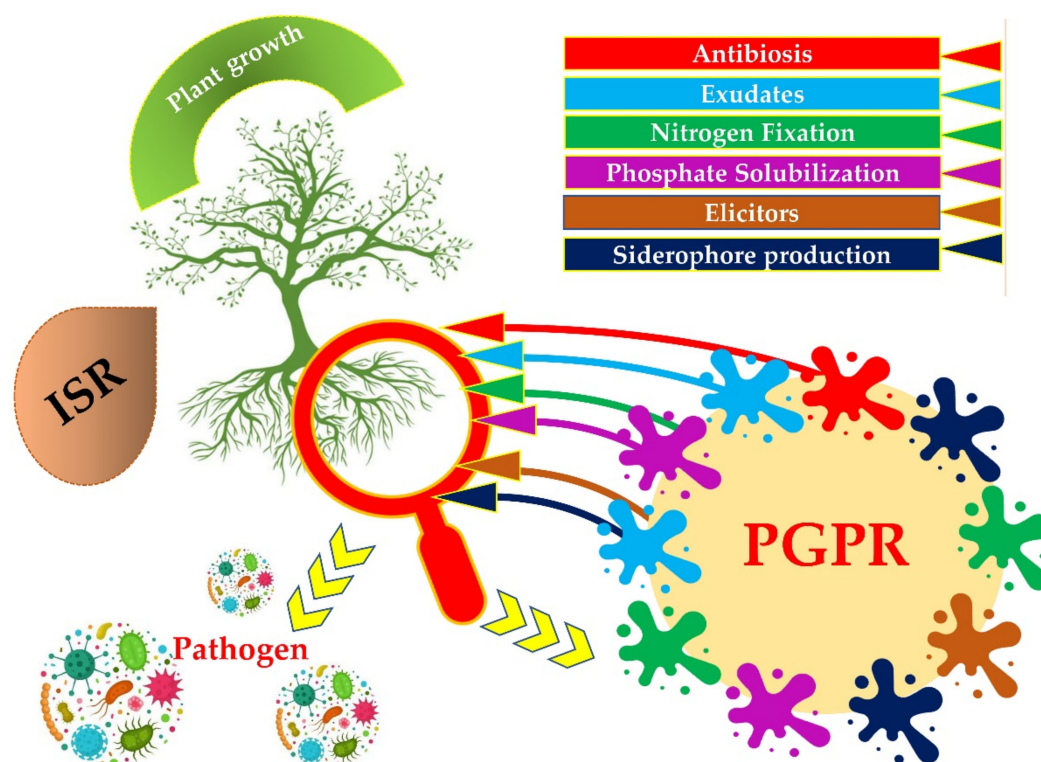 Plant growth
Antibiosis
Exudates
Nitrogen Fixation
Phosphate Solubilization
Elicitors
Siderophore production
ISR
PGPR
Pathogen